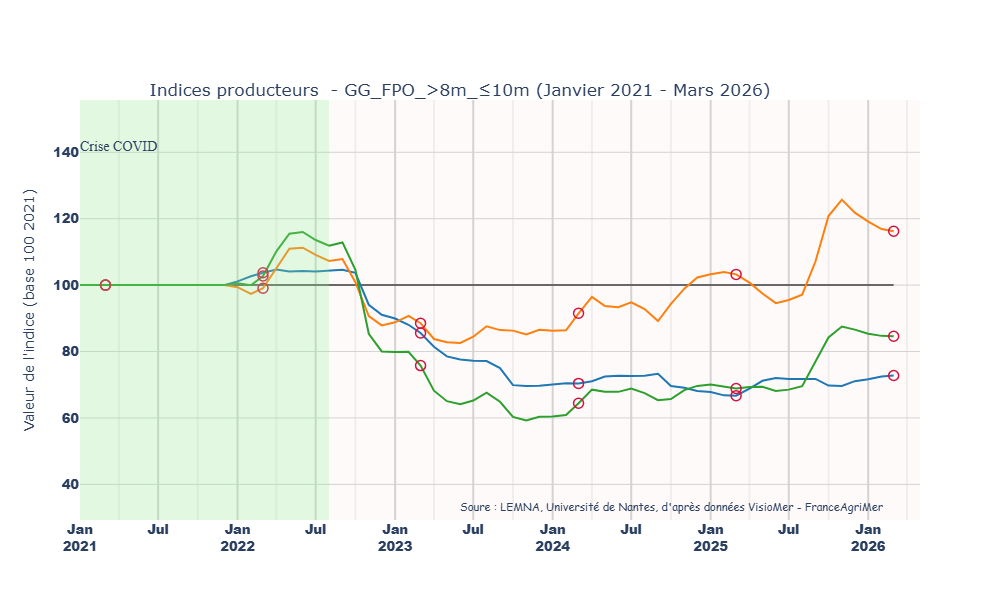 Indices producteurs  - GG_FPO_>8m_≤10m (Janvier 2021 - Mars 2026)
Crise COVID
Valeur de l'indice (base 100 2021)
140
120
100
80
60
40
Soure : LEMNA, Université de Nantes, d'après données VisioMer - FranceAgriMer
Jan Jul Jan Jul Jan Jul Jan Jul Jan Jul Jan
2021 2022 2023 2024 2025 2026